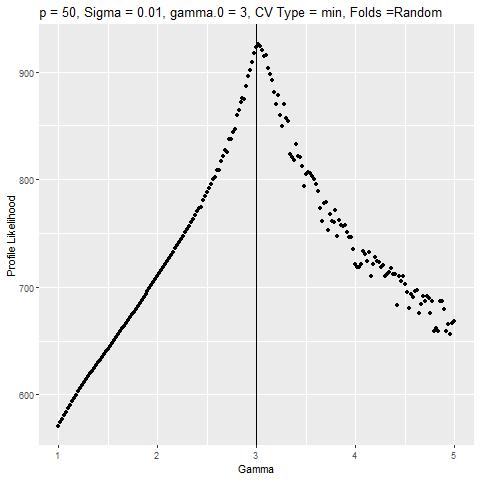 p = 50, Sigma = 0.01, gamma.0 = 3, CV Type = min, Folds =Random
Profile Likelihood
900
800
700
600
1 2 3 4 5
Gamma